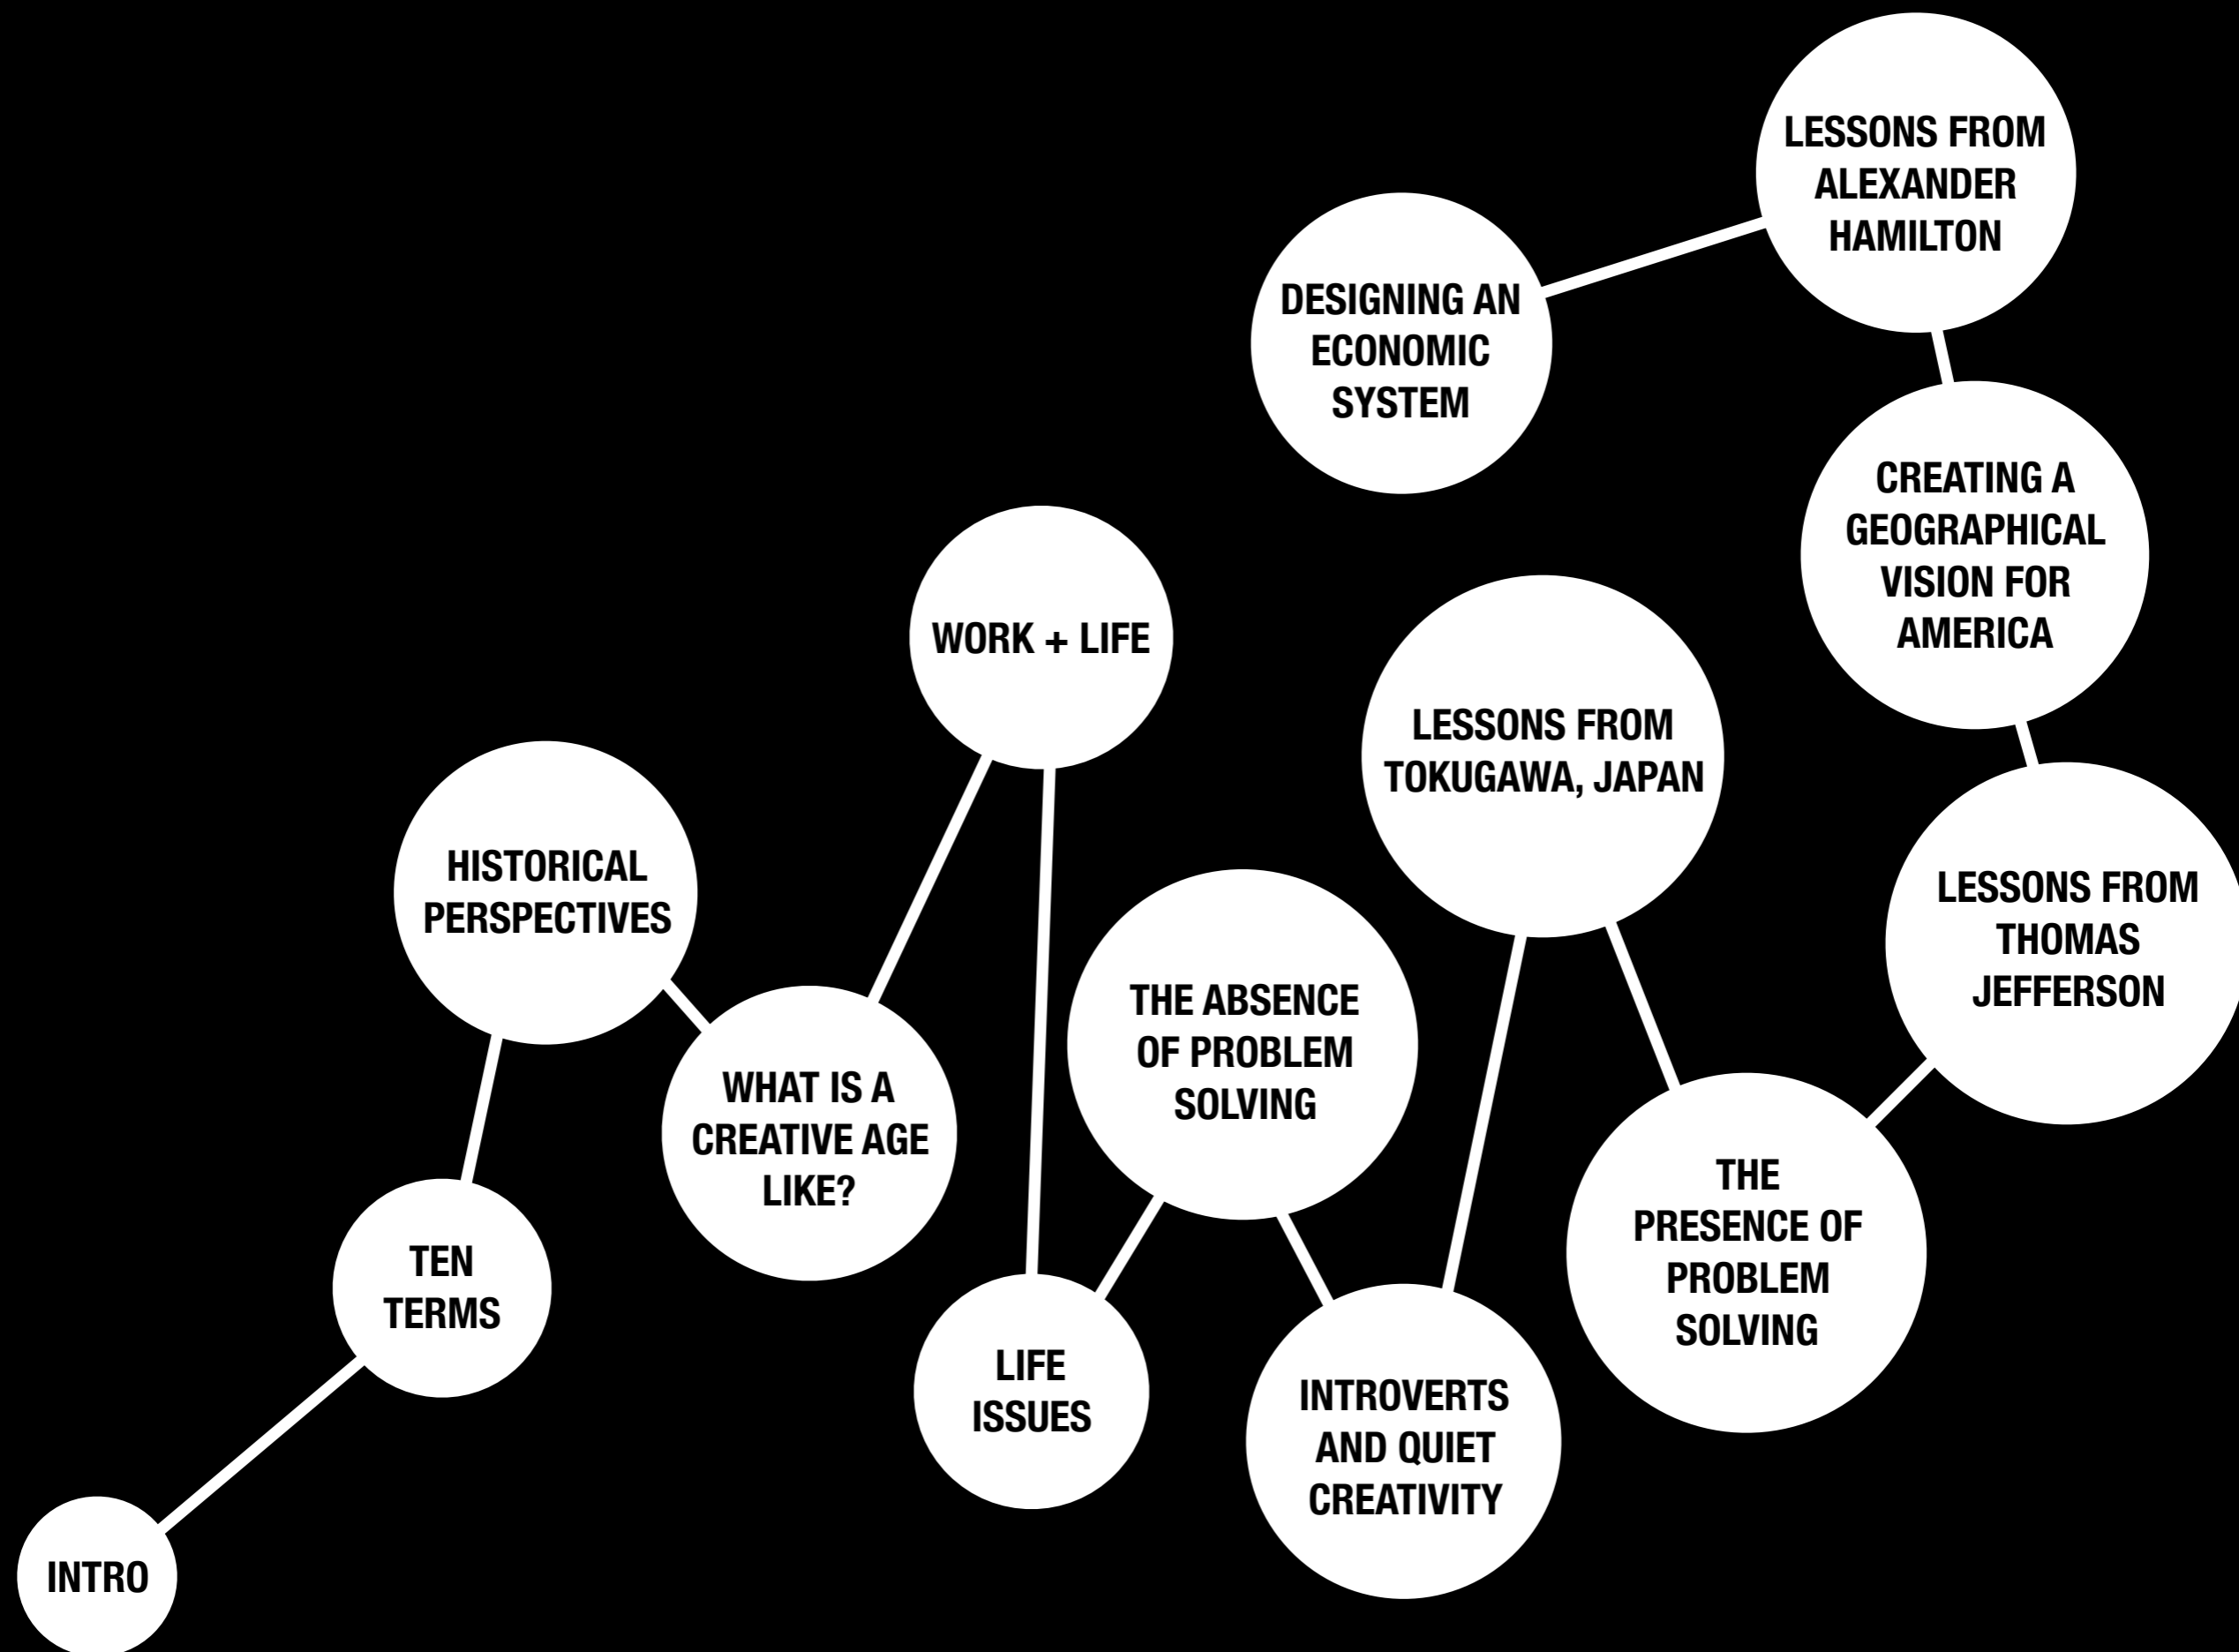 LESSONS FROM
ALEXANDER
HAMILTON
DESIGNING AN
ECONOMIC
SYSTEM
CREATING A
GEOGRAPHICAL
VISION FOR
AMERICA
WORK + LIFE
LESSONS FROM
TOKUGAWA, JAPAN
HISTORICAL
PERSPECTIVES
LESSONS FROM
THOMAS
JEFFERSON
THE ABSENCE
OF PROBLEM
SOLVING
WHAT IS A
CREATIVE AGE
LIKE?
THE
PRESENCE OF
PROBLEM
SOLVING
TEN
TERMS
LIFE
ISSUES
INTROVERTS
AND QUIET
CREATIVITY
INTRO